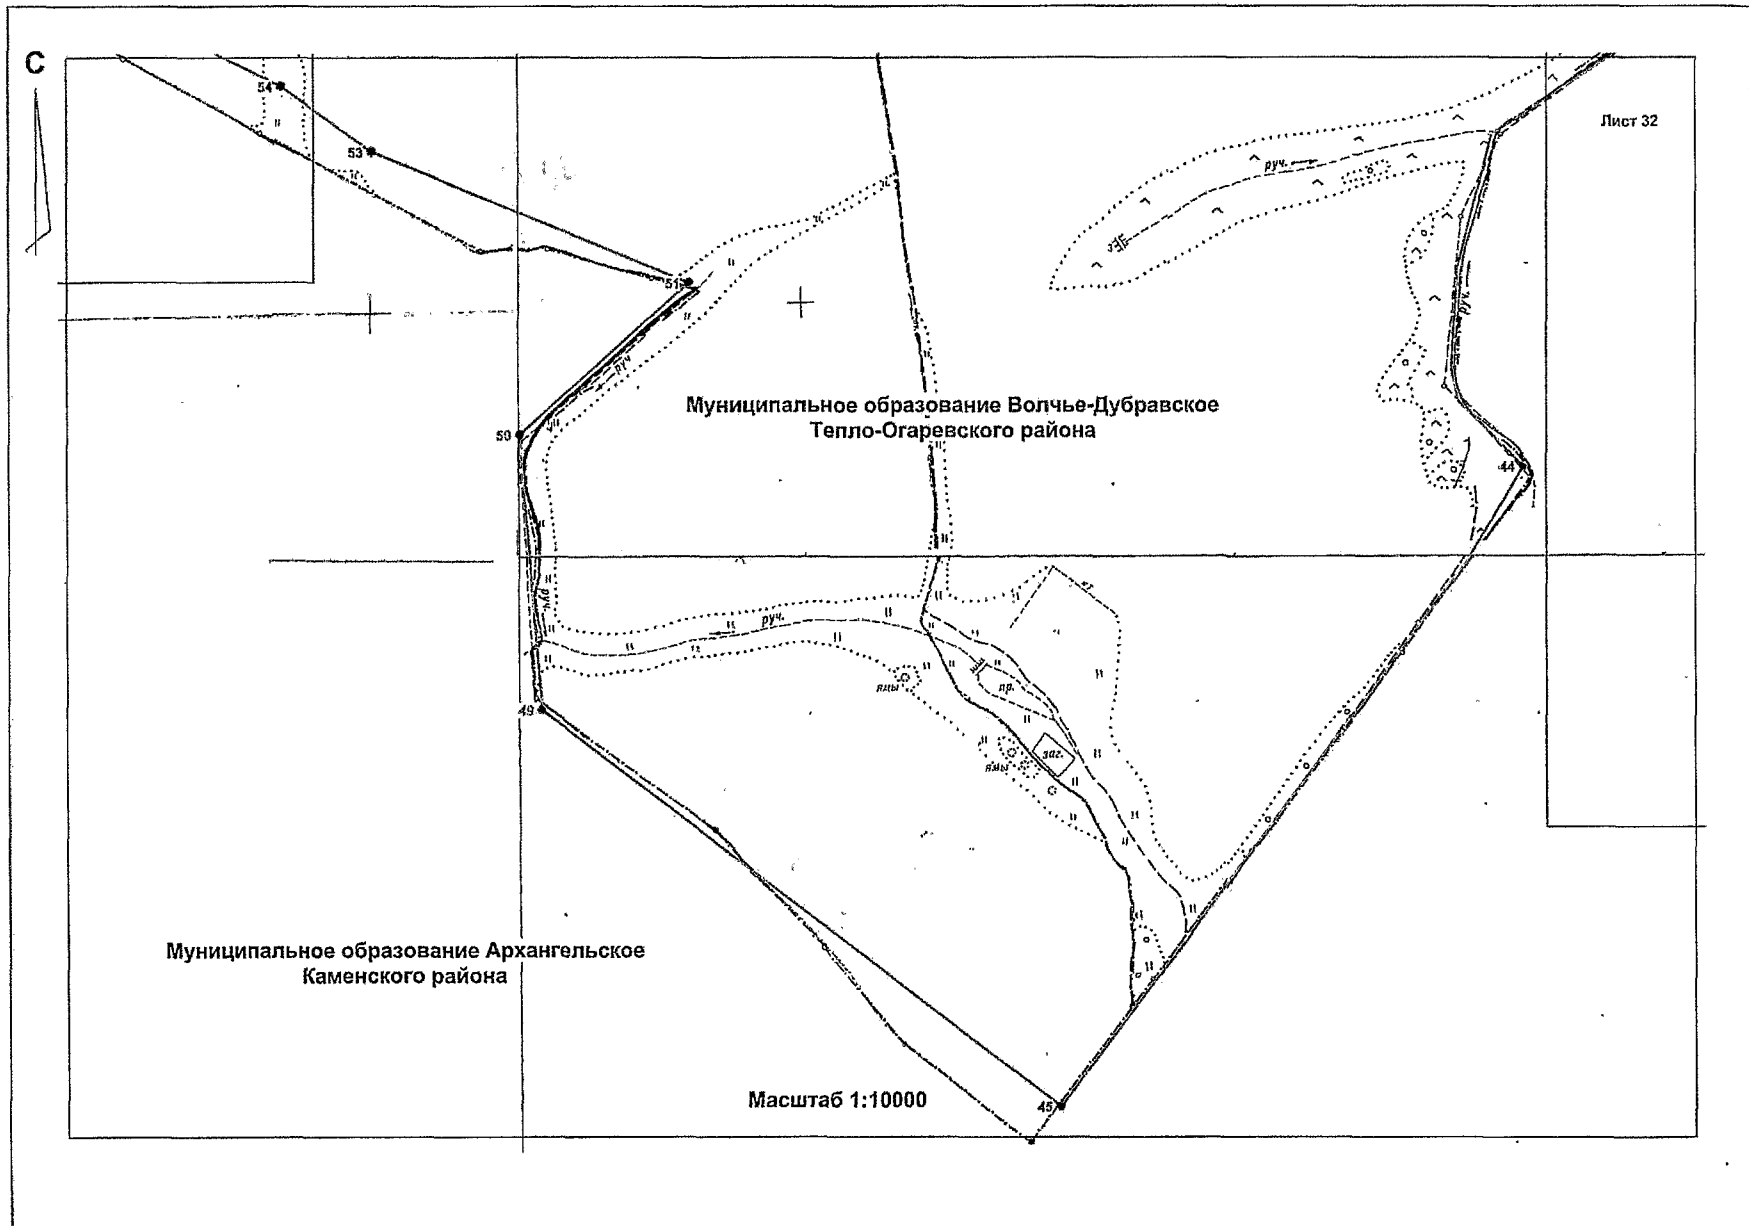 С
Лист 32
54
53
руч.
51
руч.
руч
Муниципальное образование Волчье-Дубравское
Тепло-Огаревского района
50
44
руч.
руч.
пр.
ямы
49
заг.
ямы
Муниципальное образование Архангельское
Каменского района
Масштаб 1:10000
45